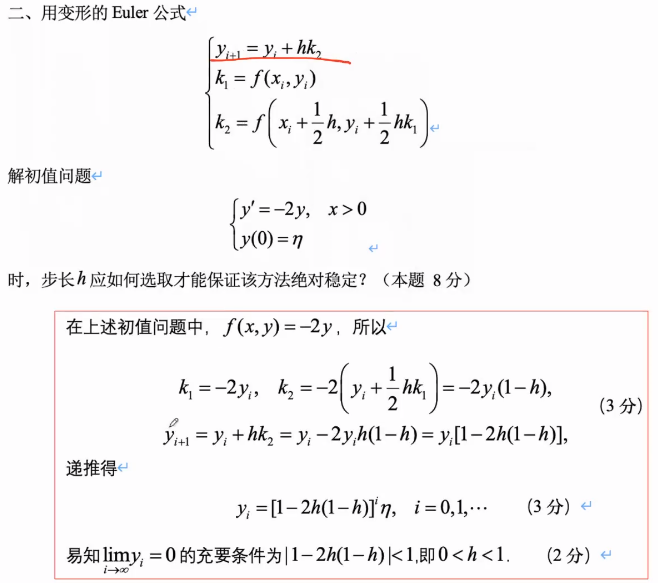 二、用变形的 Euler 公式↵
y_{i+1} = y_i + hk_2
k_1 = f(x_i, y_i)
k_2 = f(x_i + 1/2 h, y_i + 1/2 hk_1)↵
解初值问题↵
y' = −2y, x > 0
y(0) = η↵
时，步长 h 应如何选取才能保证该方法绝对稳定？（本题 8 分）
在上述初值问题中，f(x, y) = −2y，所以↵
k_1 = −2y_i, k_2 = −2(y_i + 1/2 hk_1) = −2y_i(1−h), （3 分）
y_{i+1} = y_i + hk_2 = y_i − 2y_i h(1−h) = y_i[1−2h(1−h)],
递推得↵
y_i = [1−2h(1−h)]^i η, i = 0,1,⋯ （3 分）↵
易知 lim_{i→∞} y_i = 0 的充要条件为 |1−2h(1−h)|<1,即 0 < h < 1. （2 分）↵